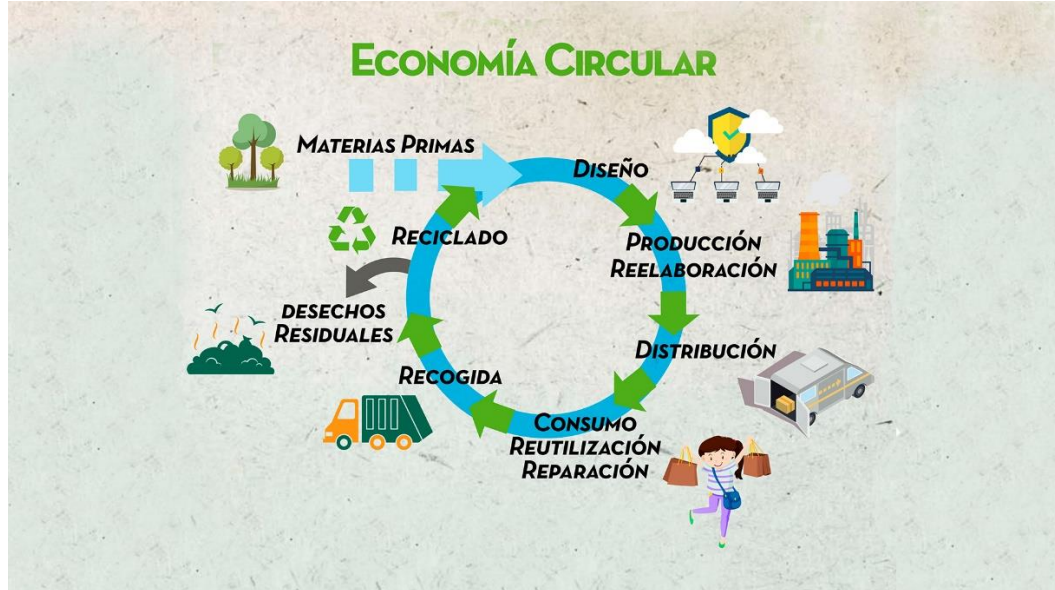 ECONOMÍA CIRCULAR
MATERIAS PRIMAS
DISEÑO
PRODUCCIÓN
REELABORACIÓN
DISTRIBUCIÓN
CONSUMO
REUTILIZACIÓN
REPARACIÓN
RECOGIDA
DESECHOS
RESIDUALES
RECICLADO